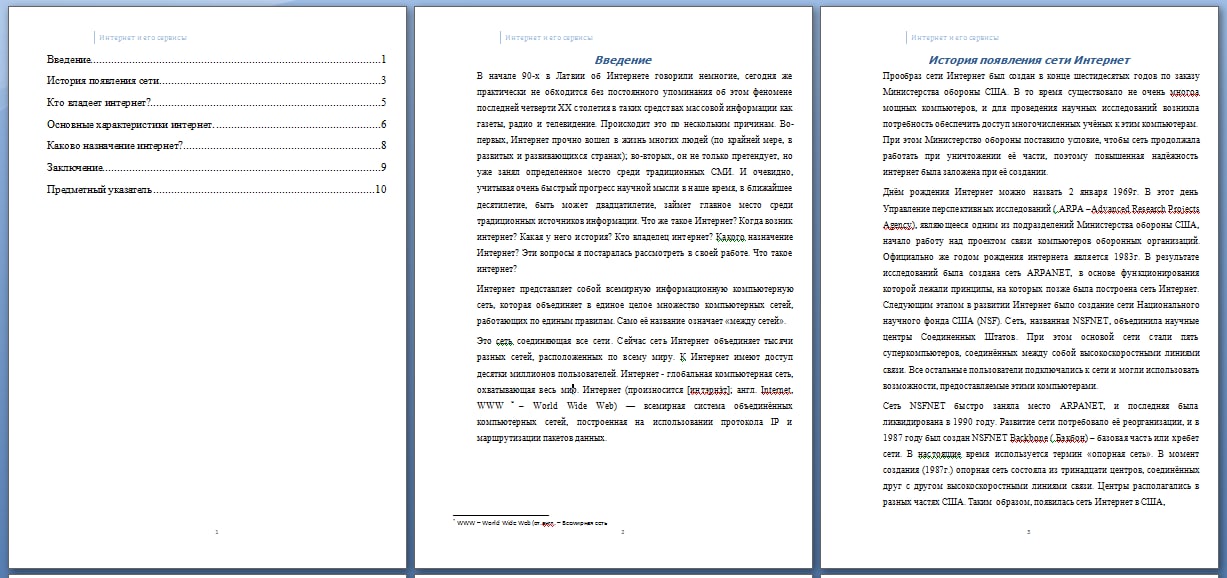 Интернет и его сервисы
Введение.....1
История появления сети.....3
Кто владеет интернет?.....5
Основные характеристики интернет.....6
Каково назначение интернет?.....8
Заключение.....9
Предметный указатель.....10
1
Интернет и его сервисы
Введение
В начале 90-х в Латвии об Интернете говорили немногие, сегодня же
практически не обходится без постоянного упоминания об этом феномене
последней четверти XX столетия в таких средствах массовой информации как
газеты, радио и телевидение. Происходит это по нескольким причинам. Во-
первых, Интернет прочно вошел в жизнь многих людей (по крайней мере, в
развитых и развивающихся странах); во-вторых, он не только претендует, но
уже занял определенное место среди традиционных СМИ. И очевидно,
учитывая очень быстрый прогресс научной мысли в наше время, в ближайшее
десятилетие, быть может двадцатилетие, займет главное место среди
традиционных источников информации. Что же такое Интернет? Когда возник
интернет? Какая у него история? Кто владелец интернет? Какого назначение
Интернет? Эти вопросы я постаралась рассмотреть в своей работе. Что такое
интернет?
Интернет представляет собой всемирную информационную компьютерную
сеть, которая объединяет в единое целое множество компьютерных сетей,
работающих по единым правилам. Само её название означает «между сетей».
Это сеть, соединяющая все сети. Сейчас сеть Интернет объединяет тысячи
разных сетей, расположенных по всему миру. К Интернет имеют доступ
десятки миллионов пользователей. Интернет - глобальная компьютерная сеть,
охватывающая весь мир. Интернет (произносится [интэрнэ́т]; англ. Internet,
WWW * – World Wide Web) — всемирная система объединённых
компьютерных сетей, построенная на использовании протокола IP и
маршрутизации пакетов данных.
* WWW – World Wide Web (от англ. – Всемирная сеть
2
Интернет и его сервисы
История появления сети Интернет
Прообраз сети Интернет был создан в конце шестидесятых годов по заказу
Министерства обороны США. В то время существовало не очень многоа
мощных компьютеров, и для проведения научных исследований возникла
потребность обеспечить доступ многочисленных учёных к этим компьютерам.
При этом Министерство обороны поставило условие, чтобы сеть продолжала
работать при уничтожении её части, поэтому повышенная надёжность
интернет была заложена при её создании.
Днём рождения Интернет можно назвать 2 января 1969г. В этот день
Управление перспективных исследований (,ARPA –Advanced Research Projects
Agency), являющееся одним из подразделений Министерства обороны США,
начало работу над проектом связи компьютеров оборонных организаций.
Официально же годом рождения интернета является 1983г. В результате
исследований была создана сеть ARPANET, в основе функционирования
которой лежали принципы, на которых позже была построена сеть Интернет.
Следующим этапом в развитии Интернет было создание сети Национального
научного фонда США (NSF). Сеть, названная NSFNET, объединила научные
центры Соединенных Штатов. При этом основой сети стали пять
суперкомпьютеров, соединённых между собой высокоскоростными линиями
связи. Все остальные пользователи подключались к сети и могли использовать
возможности, предоставляемые этими компьютерами.
Сеть NSFNET быстро заняла место ARPANET, и последняя была
ликвидирована в 1990 году. Развитие сети потребовало её реорганизации, и в
1987 году был создан NSFNET Backbone (,Бэкбон) – базовая часть или хребет
сети. В настоящие время используется термин «опорная сеть». В момент
создания (1987г.) опорная сеть состояла из тринадцати центров, соединённых
друг с другом высокоскоростными линиями связи. Центры располагались в
разных частях США. Таким образом, появилась сеть Интернет в США,
3